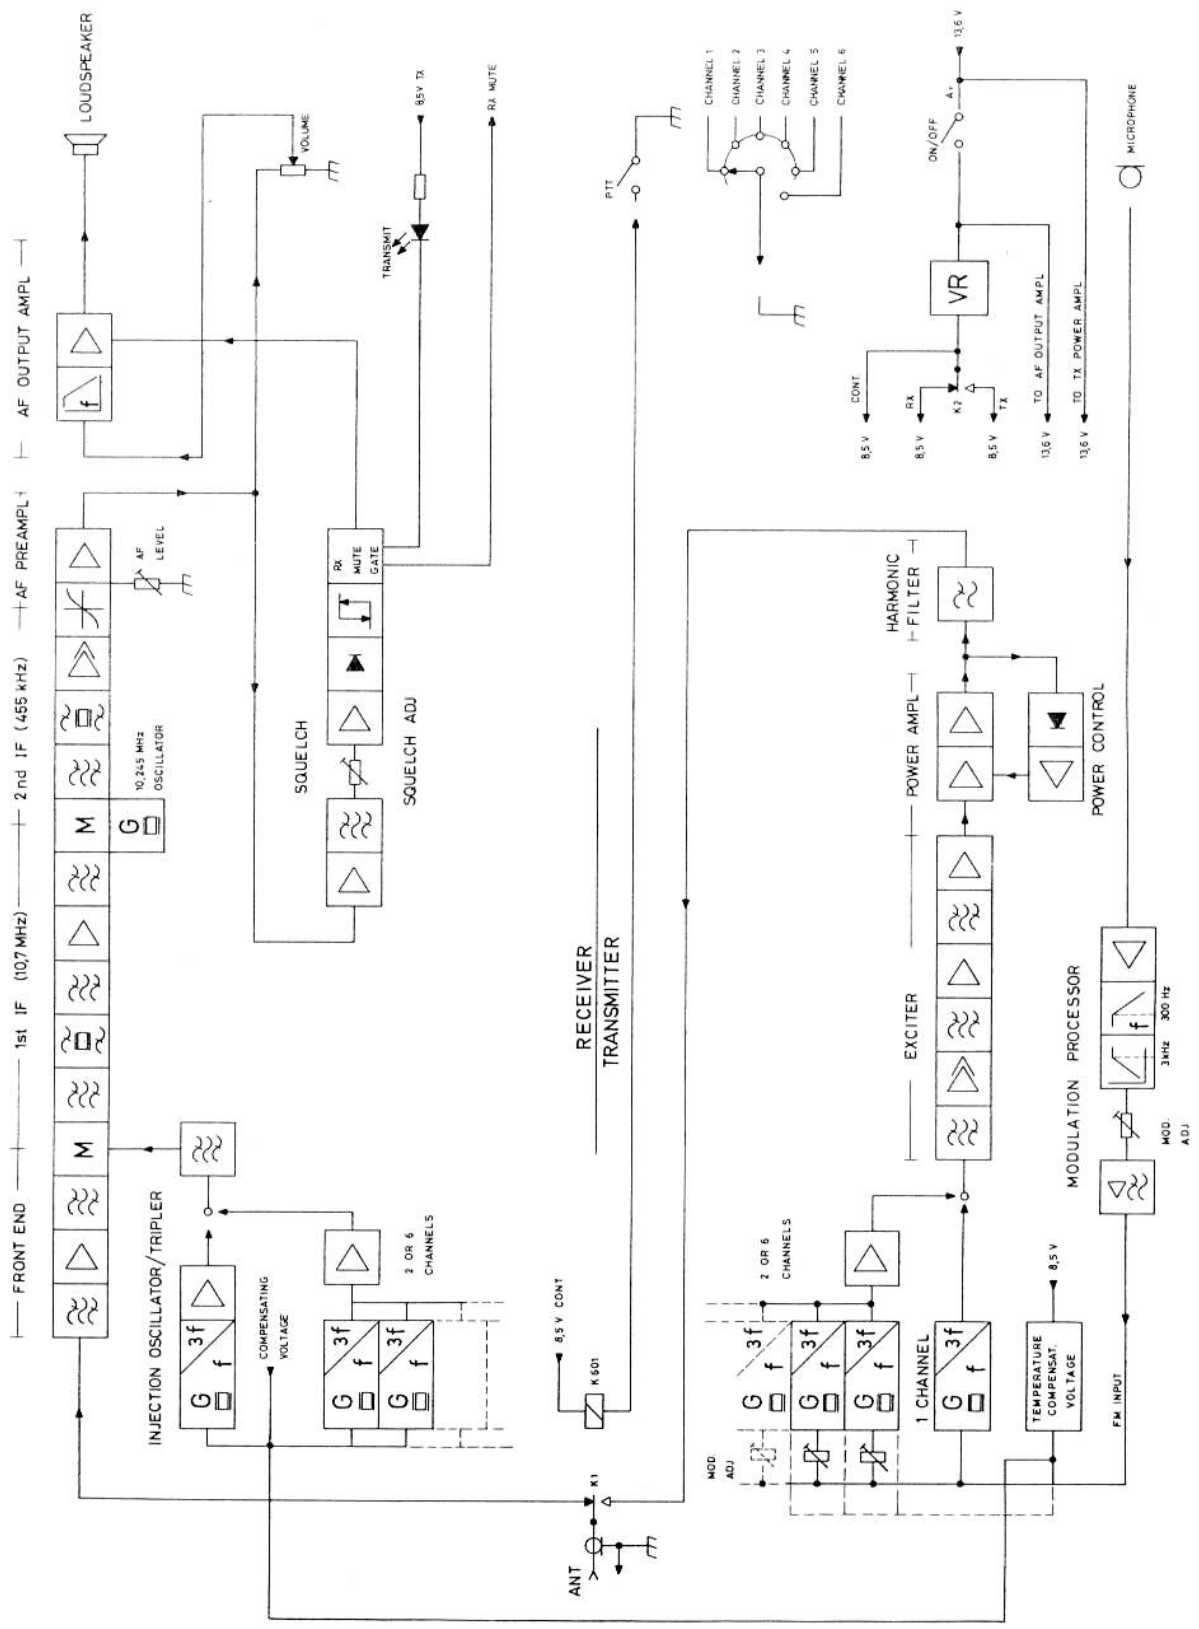 FRONT END
1st IF (10,7 MHz)
2nd IF (455 kHz)
AF PREAMPL
AF OUTPUT AMPL
LOUDSPEAKER
M
M
G
10,245 MHz
OSCILLATOR
AF
LEVEL
f
VOLUME
INJECTION OSCILLATOR/TRIPLER
G
3f
f
COMPENSATING
VOLTAGE
G
3f
f
G
3f
f
2 OR 6
CHANNELS
SQUELCH
SQUELCH ADJ
RX
MUTE
GATE
TRANSMIT
8,5V TX
RX MUTE
RECEIVER
TRANSMITTER
8,5 V CONT
K 601
K1
ANT
PTT
CHANNEL 1
CHANNEL 2
CHANNEL 3
CHANNEL 4
CHANNEL 5
CHANNEL 6
MOD.
ADJ
G
3f
f
G
3f
f
G
3f
f
2 OR 6
CHANNELS
1 CHANNEL
G
3f
f
EXCITER
POWER AMPL
HARMONIC
FILTER
POWER CONTROL
8,5 V
CONT.
8,5 V
RX
K2
8,5 V
TX
VR
ON/OFF
A+
13,6 V
13,6 V
TO AF OUTPUT AMPL
13,6 V
TO TX POWER AMPL
TEMPERATURE
COMPENSAT.
VOLTAGE
8,5 V
FM INPUT
MODULATION PROCESSOR
MOD.
ADJ
3kHz
f
300 Hz
MICROPHONE